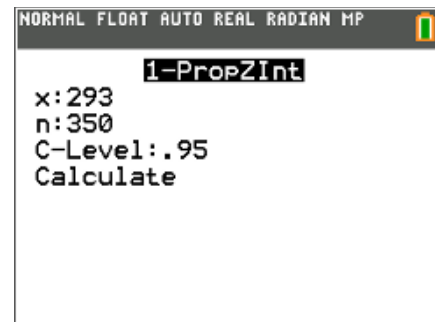 NORMAL FLOAT AUTO REAL RADIAN MP
1-PropZInt
x:293
n:350
C-Level:.95
Calculate